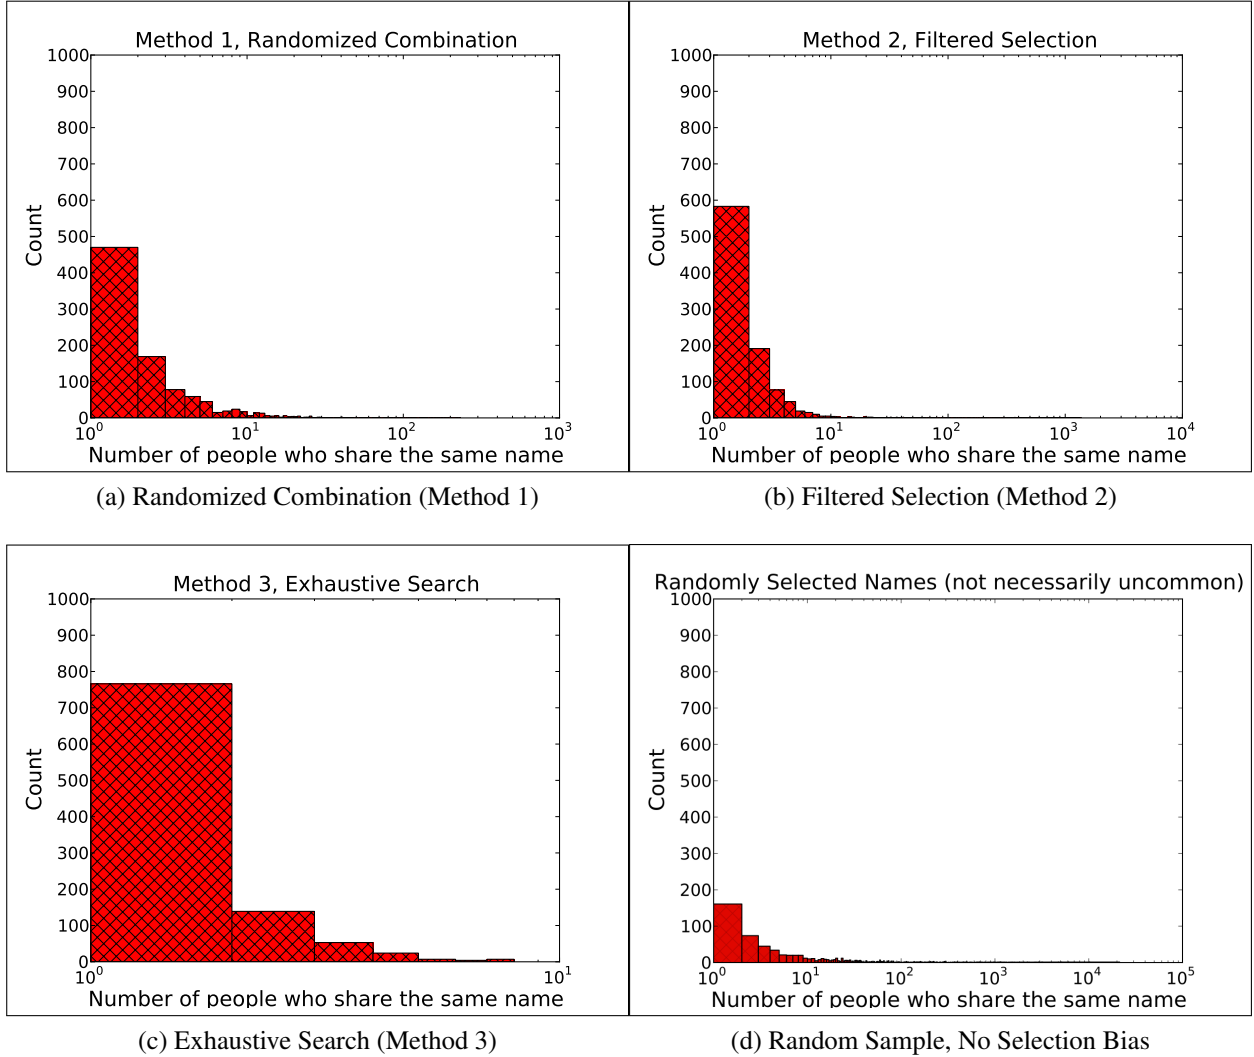 Method 1, Randomized Combination
1000
900
800
700
600
500
400
300
200
100
0
Count
10^0 10^1 10^2 10^3
Number of people who share the same name
(a) Randomized Combination (Method 1)
Method 2, Filtered Selection
1000
900
800
700
600
500
400
300
200
100
0
Count
10^0 10^1 10^2 10^3 10^4
Number of people who share the same name
(b) Filtered Selection (Method 2)
Method 3, Exhaustive Search
1000
900
800
700
600
500
400
300
200
100
0
Count
10^0 10^1
Number of people who share the same name
(c) Exhaustive Search (Method 3)
Randomly Selected Names (not necessarily uncommon)
1000
900
800
700
600
500
400
300
200
100
0
Count
10^0 10^1 10^2 10^3 10^4 10^5
Number of people who share the same name
(d) Random Sample, No Selection Bias